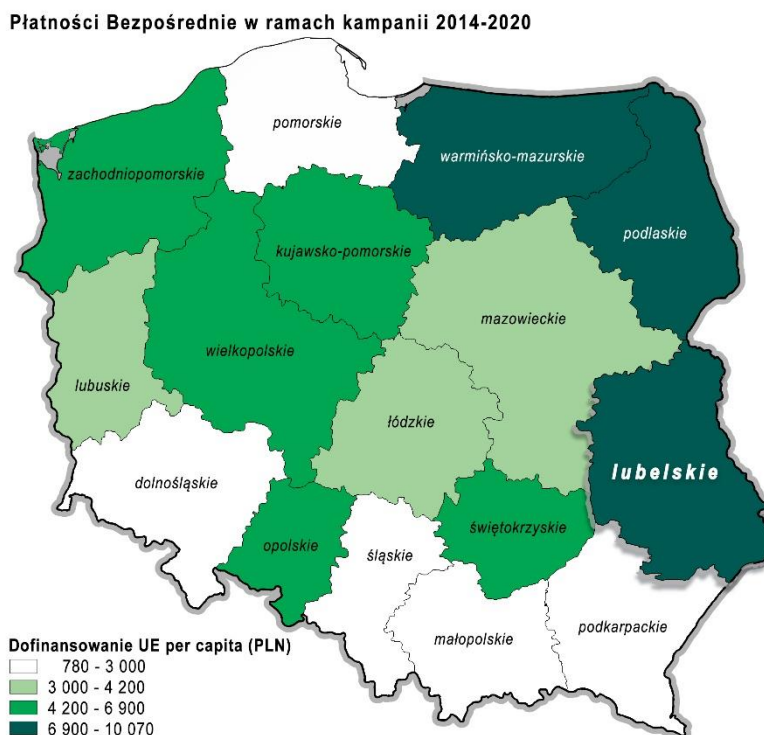 Płatności Bezpośrednie w ramach kampanii 2014-2020
pomorskie
warmińsko-mazurskie
zachodniopomorskie
podlaskie
kujawsko-pomorskie
mazowieckie
wielkopolskie
lubuskie
łódzkie
lubelskie
dolnośląskie
świętokrzyskie
opolskie
śląskie
podkarpackie
małopolskie
Dofinansowanie UE per capita (PLN)
780 - 3 000
3 000 - 4 200
4 200 - 6 900
6 900 - 10 070